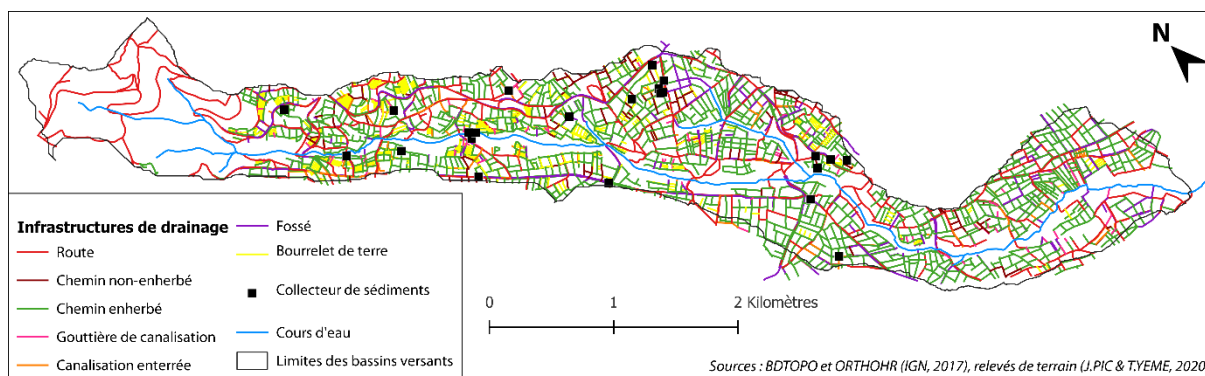 N
Infrastructures de drainage
Route
Chemin non-enherbé
Chemin enherbé
Gouttière de canalisation
Canalisation enterrée
Fossé
Bourrelet de terre
Collecteur de sédiments
Cours d'eau
Limites des bassins versants
0 1 2 Kilomètres
Sources : BDTOPO et ORTHOHR (IGN, 2017), relevés de terrain (J.PIC & T.YEME, 2020